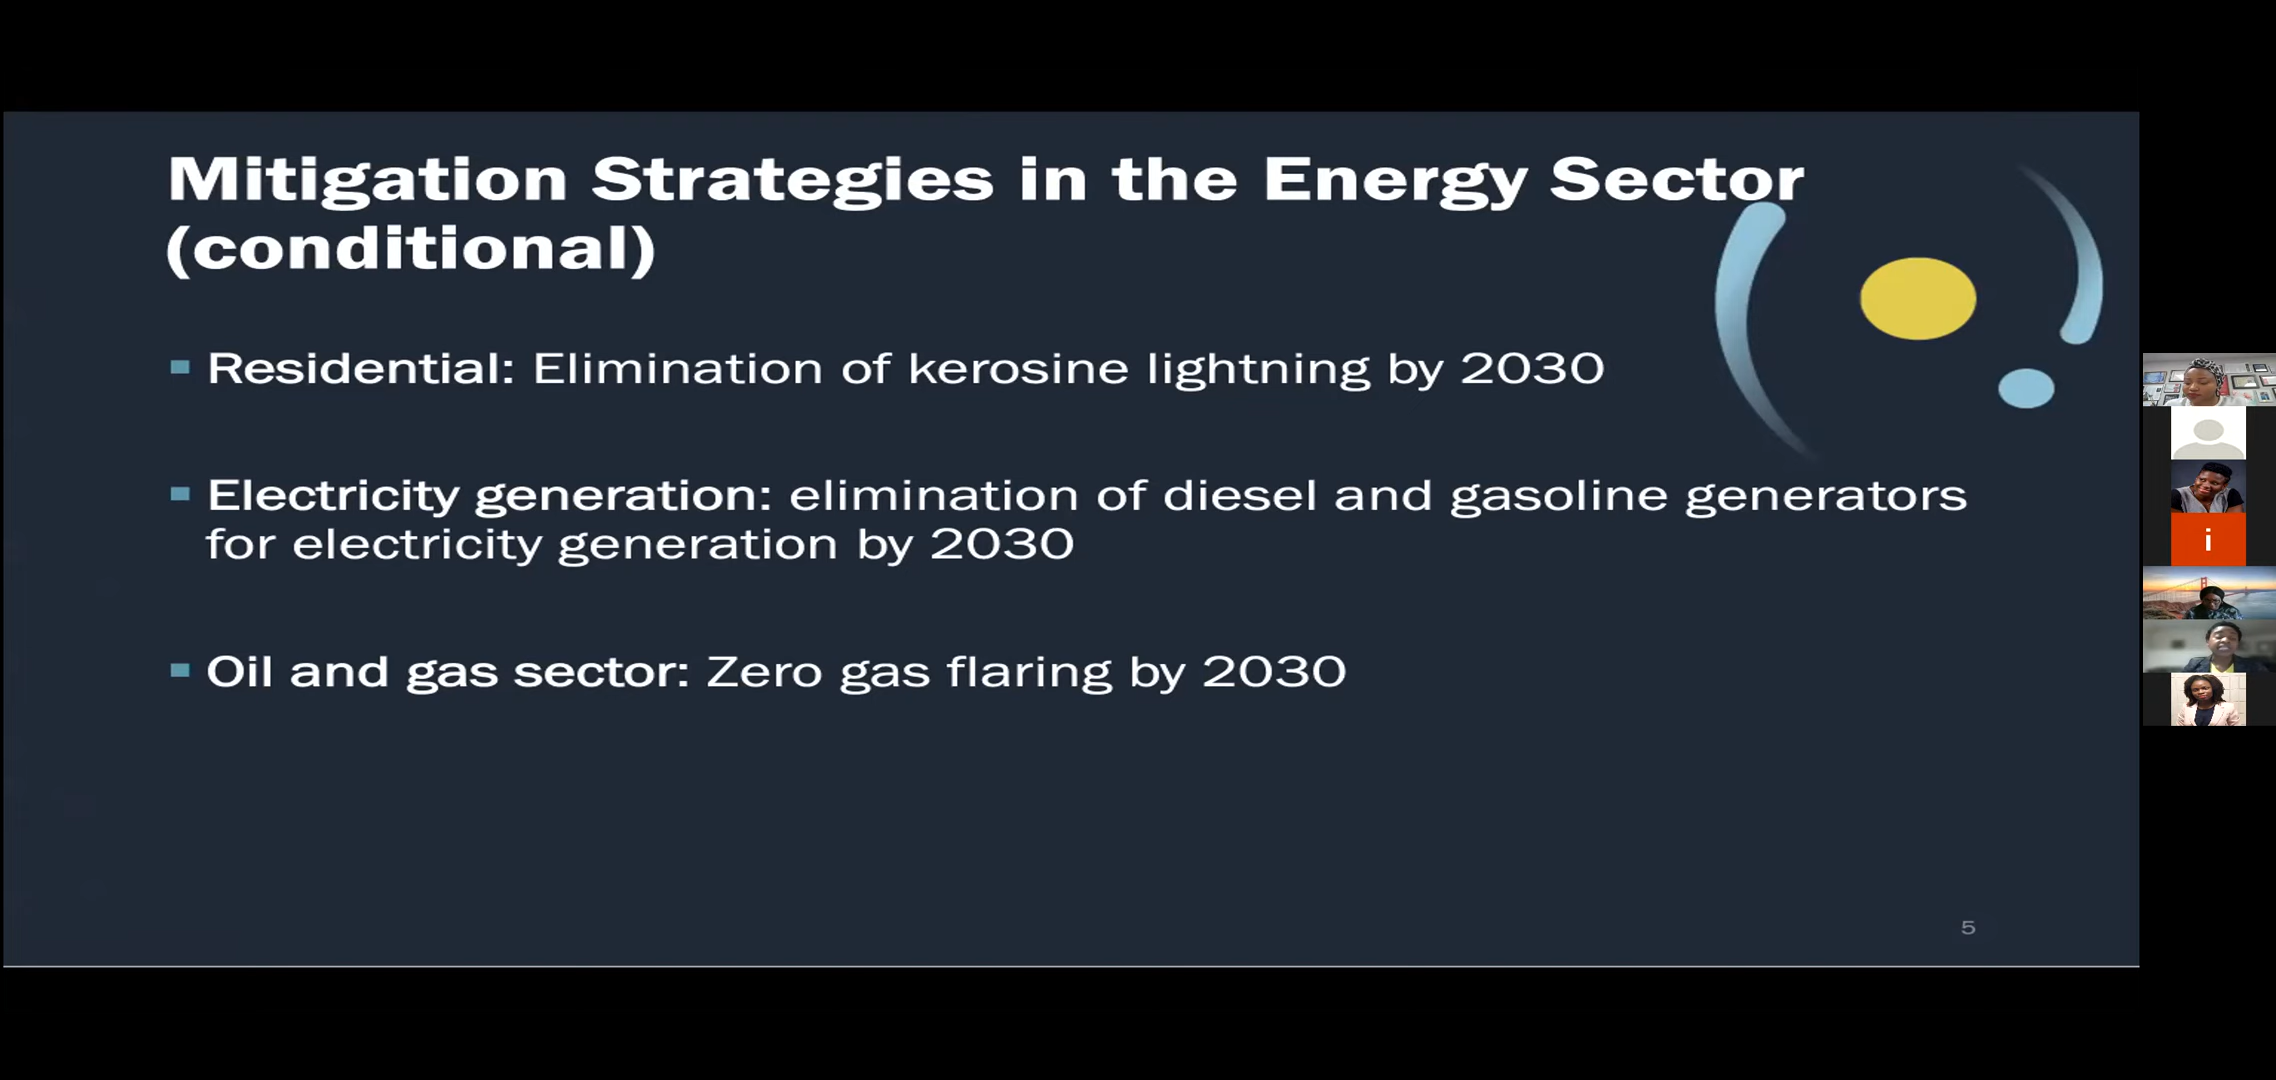 Mitigation Strategies in the Energy Sector
(conditional)
Residential: Elimination of kerosine lightning by 2030
Electricity generation: elimination of diesel and gasoline generators
for electricity generation by 2030
Oil and gas sector: Zero gas flaring by 2030
5
i